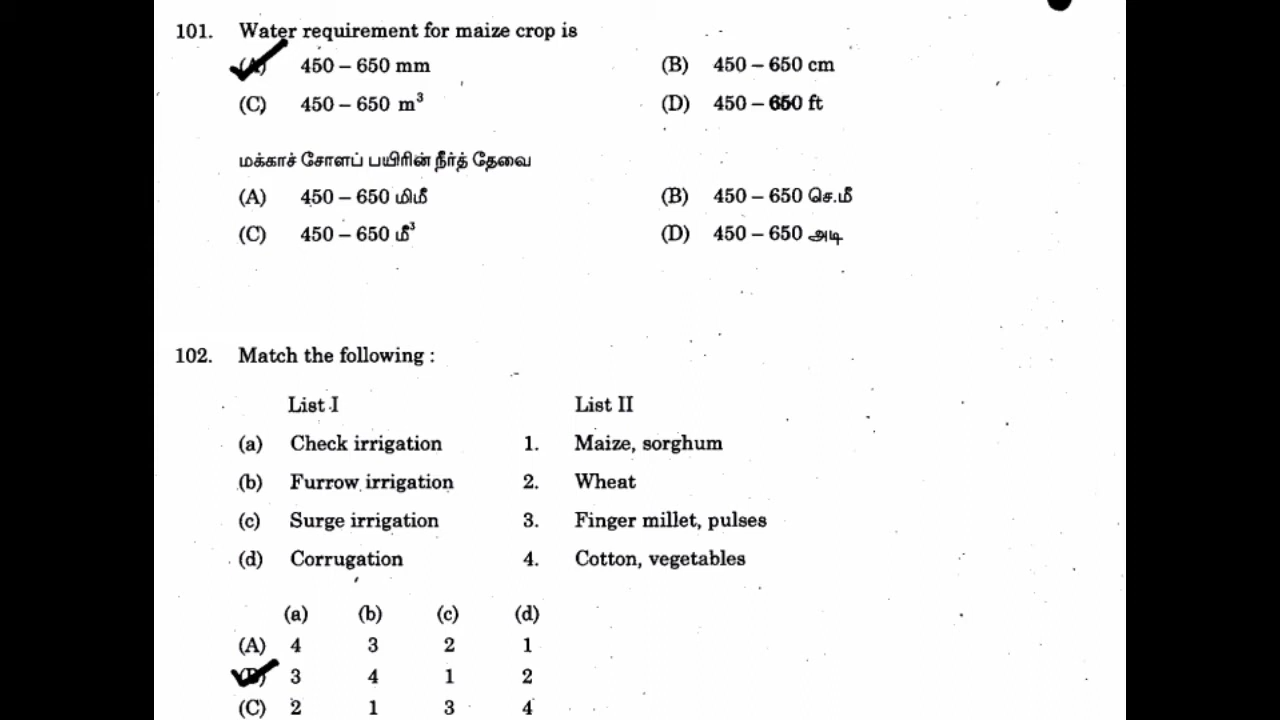 101. Water requirement for maize crop is
(A) 450 – 650 mm (B) 450 – 650 cm
(C) 450 – 650 m³ (D) 450 – 650 ft
மக்காச் சோளப் பயிரின் நீர்த் தேவை
(A) 450 – 650 மிமீ (B) 450 – 650 செ.மீ
(C) 450 – 650 மீ³ (D) 450 – 650 அடி
102. Match the following :
List I List II
(a) Check irrigation 1. Maize, sorghum
(b) Furrow irrigation 2. Wheat
(c) Surge irrigation 3. Finger millet, pulses
(d) Corrugation 4. Cotton, vegetables
(a) (b) (c) (d)
(A) 4 3 2 1
(B) 3 4 1 2
(C) 2 1 3 4